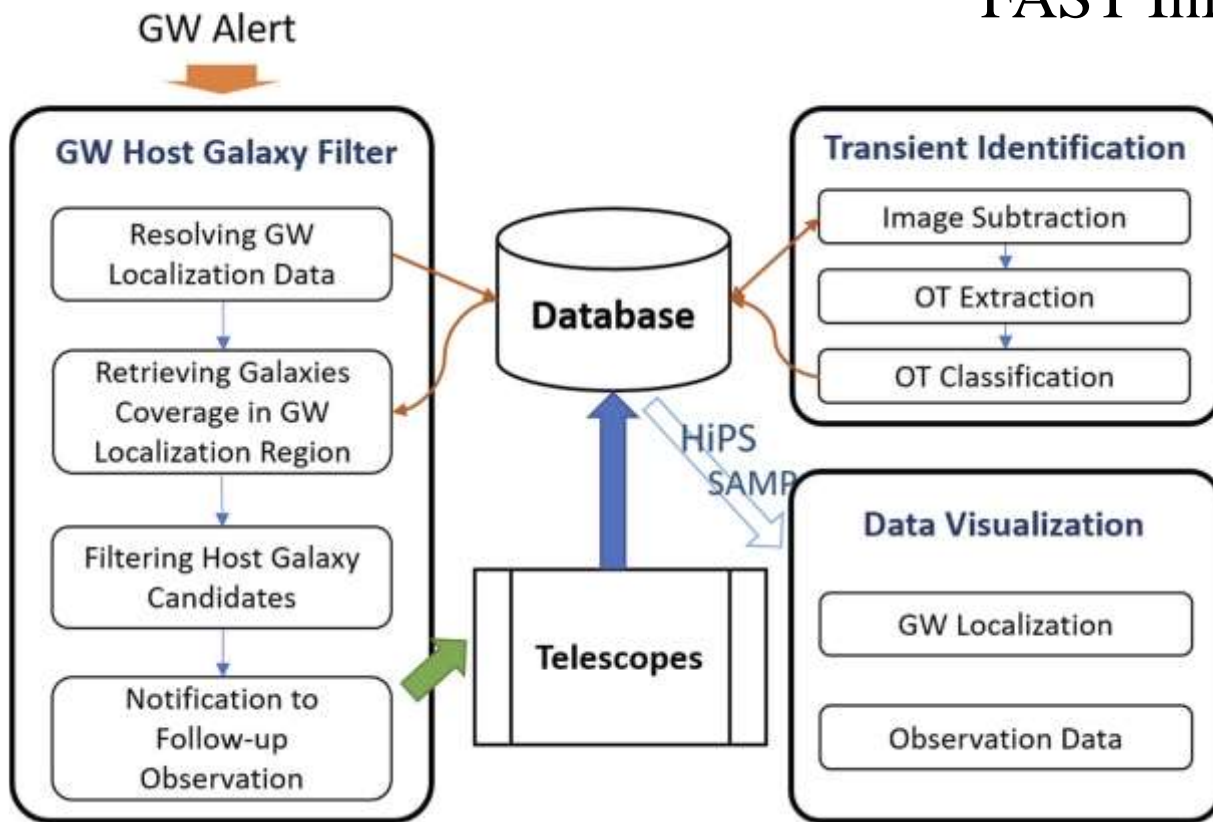 GW Alert
GW Host Galaxy Filter
Resolving GW
Localization Data
Retrieving Galaxies
Coverage in GW
Localization Region
Filtering Host Galaxy
Candidates
Notification to
Follow-up
Observation
Database
HiPS
SAMP
Telescopes
FAST
Transient Identification
Image Subtraction
OT Extraction
OT Classification
Data Visualization
GW Localization
Observation Data